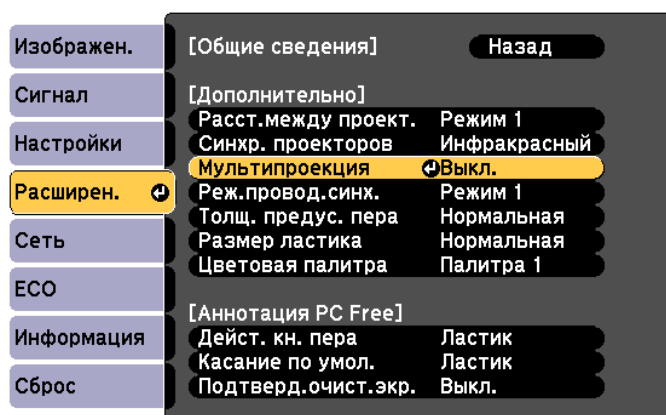 Изображен.
Сигнал
Настройки
Расширен.
Сеть
ECO
Информация
Сброс
[Общие сведения] Назад
[Дополнительно]
Расст.между проект. Режим 1
Синхр. проекторов Инфракрасный
Мультипроекция Выкл.
Реж.провод.синх. Режим 1
Толщ. предус. пера Нормальная
Размер ластика Нормальная
Цветовая палитра Палитра 1
[Аннотация PC Free]
Дейст. кн. пера Ластик
Касание по умол. Ластик
Подтверд.очист.экр. Выкл.